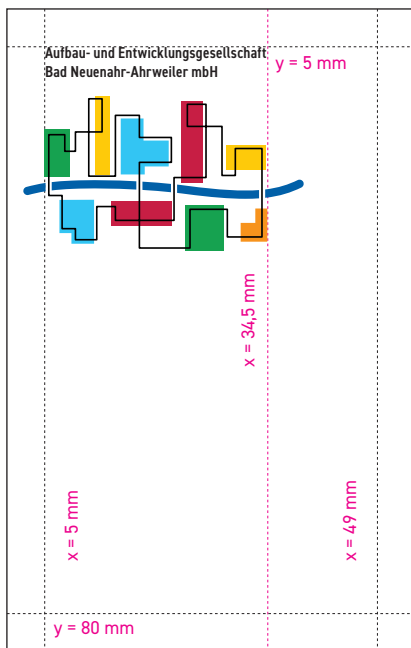 Aufbau- und Entwicklungsgesellschaft
Bad Neuenahr-Ahrweiler mbH
y = 5 mm
x = 34,5 mm
x = 5 mm
x = 49 mm
y = 80 mm